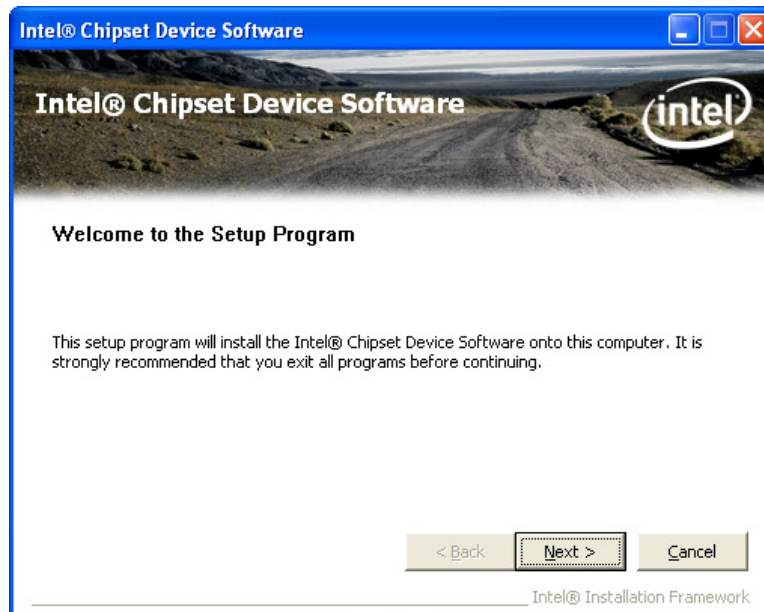 Intel® Chipset Device Software
Intel® Chipset Device Software
intel
Welcome to the Setup Program
This setup program will install the Intel® Chipset Device Software onto this computer. It is
strongly recommended that you exit all programs before continuing.
< Back Next > Cancel
Intel® Installation Framework